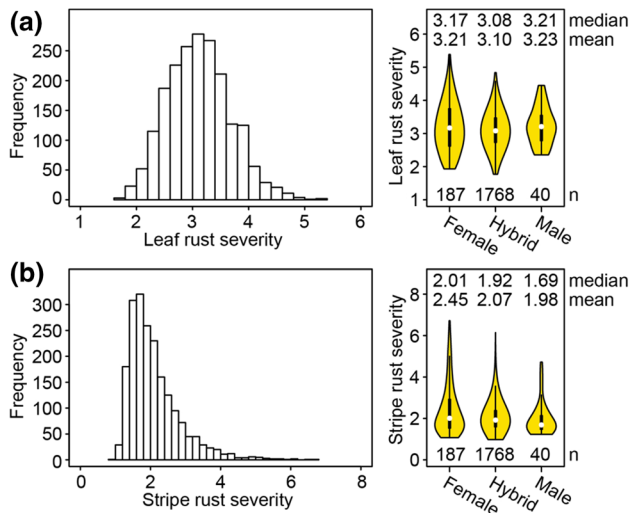 (a)
Frequency
250
200
150
100
50
0
1 2 3 4 5 6
Leaf rust severity
Leaf rust severity
6
5
4
3
2
1
3.17 3.08 3.21 median
3.21 3.10 3.23 mean
187 1768 40 n
Female Hybrid Male
(b)
Frequency
300
250
200
150
100
50
0
0 2 4 6 8
Stripe rust severity
Stripe rust severity
8
6
4
2
0
2.01 1.92 1.69 median
2.45 2.07 1.98 mean
187 1768 40 n
Female Hybrid Male